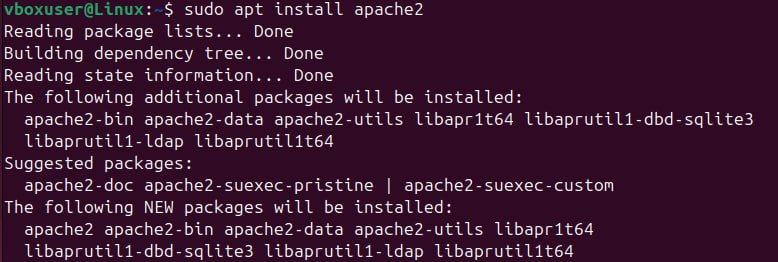 vboxuser@Linux:~$ sudo apt install apache2
Reading package lists... Done
Building dependency tree... Done
Reading state information... Done
The following additional packages will be installed:
  apache2-bin apache2-data apache2-utils libapr1t64 libaprutil1-dbd-sqlite3
  libaprutil1-ldap libaprutil1t64
Suggested packages:
  apache2-doc apache2-suexec-pristine | apache2-suexec-custom
The following NEW packages will be installed:
  apache2 apache2-bin apache2-data apache2-utils libapr1t64
  libaprutil1-dbd-sqlite3 libaprutil1-ldap libaprutil1t64